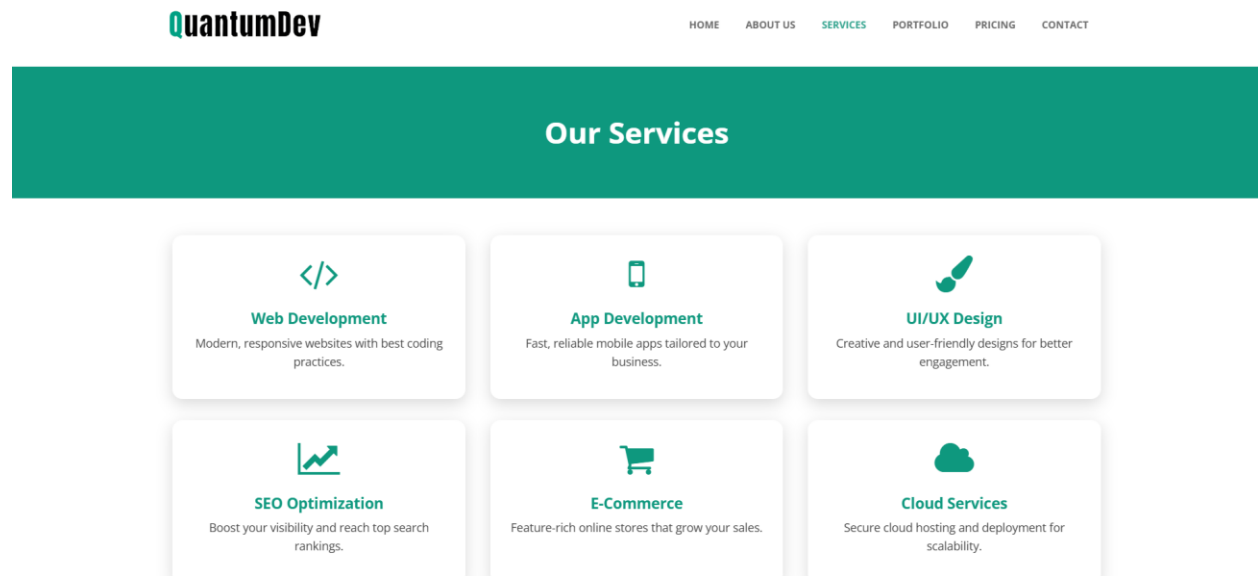 QuantumDev
HOME ABOUT US SERVICES PORTFOLIO PRICING CONTACT
Our Services
Web Development
Modern, responsive websites with best coding
practices.
App Development
Fast, reliable mobile apps tailored to your
business.
UI/UX Design
Creative and user-friendly designs for better
engagement.
SEO Optimization
Boost your visibility and reach top search
rankings.
E-Commerce
Feature-rich online stores that grow your sales.
Cloud Services
Secure cloud hosting and deployment for
scalability.